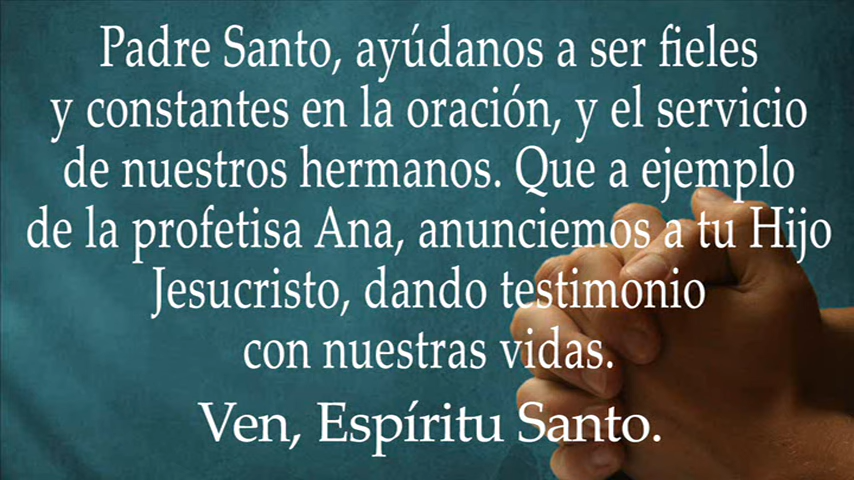 Padre Santo, ayúdanos a ser fieles
y constantes en la oración, y el servicio
de nuestros hermanos. Que a ejemplo
de la profetisa Ana, anunciemos a tu Hijo
Jesucristo, dando testimonio
con nuestras vidas.
Ven, Espíritu Santo.